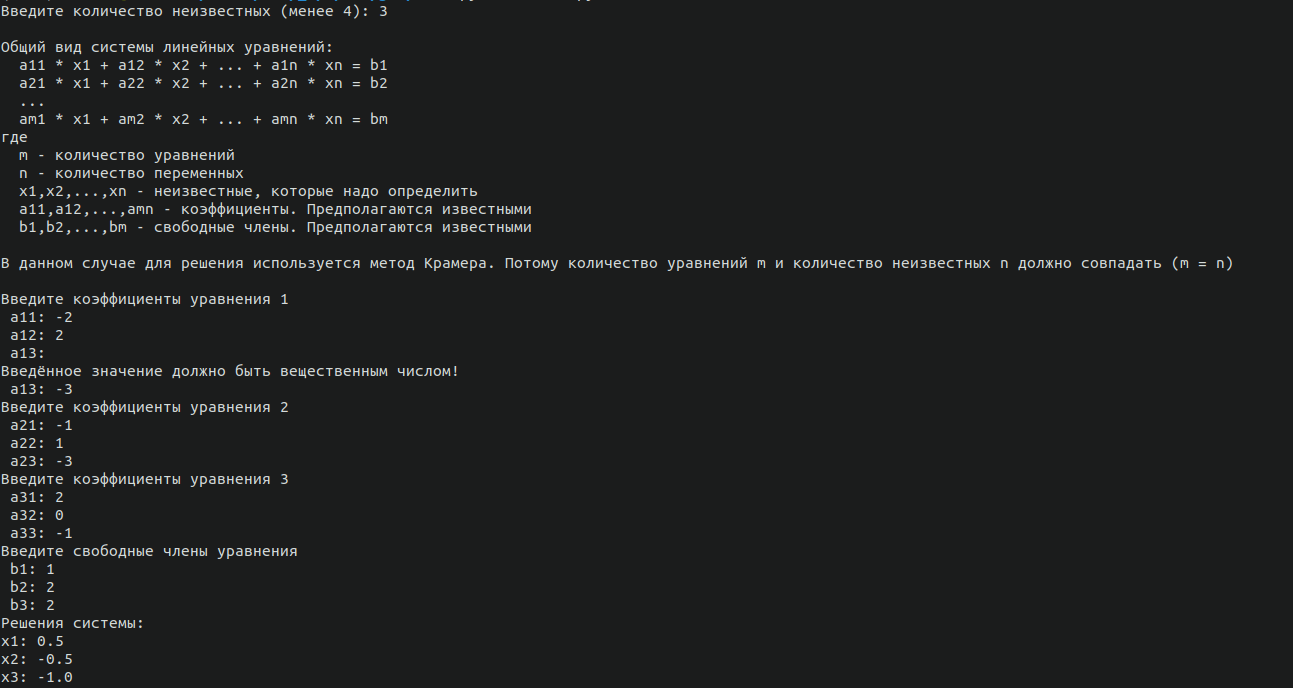 Введите количество неизвестных (менее 4): 3
Общий вид системы линейных уравнений:
a11 * x1 + a12 * x2 + ... + a1n * xn = b1
a21 * x1 + a22 * x2 + ... + a2n * xn = b2
...
am1 * x1 + am2 * x2 + ... + amn * xn = bm
где
m - количество уравнений
n - количество переменных
x1,x2,...,xn - неизвестные, которые надо определить
a11,a12,...,amn - коэффициенты. Предполагаются известными
b1,b2,...,bm - свободные члены. Предполагаются известными
В данном случае для решения используется метод Крамера. Потому количество уравнений m и количество неизвестных n должно совпадать (m = n)
Введите коэффициенты уравнения 1
a11: -2
a12: 2
a13:
Введённое значение должно быть вещественным числом!
a13: -3
Введите коэффициенты уравнения 2
a21: -1
a22: 1
a23: -3
Введите коэффициенты уравнения 3
a31: 2
a32: 0
a33: -1
Введите свободные члены уравнения
b1: 1
b2: 2
b3: 2
Решения системы:
x1: 0.5
x2: -0.5
x3: -1.0